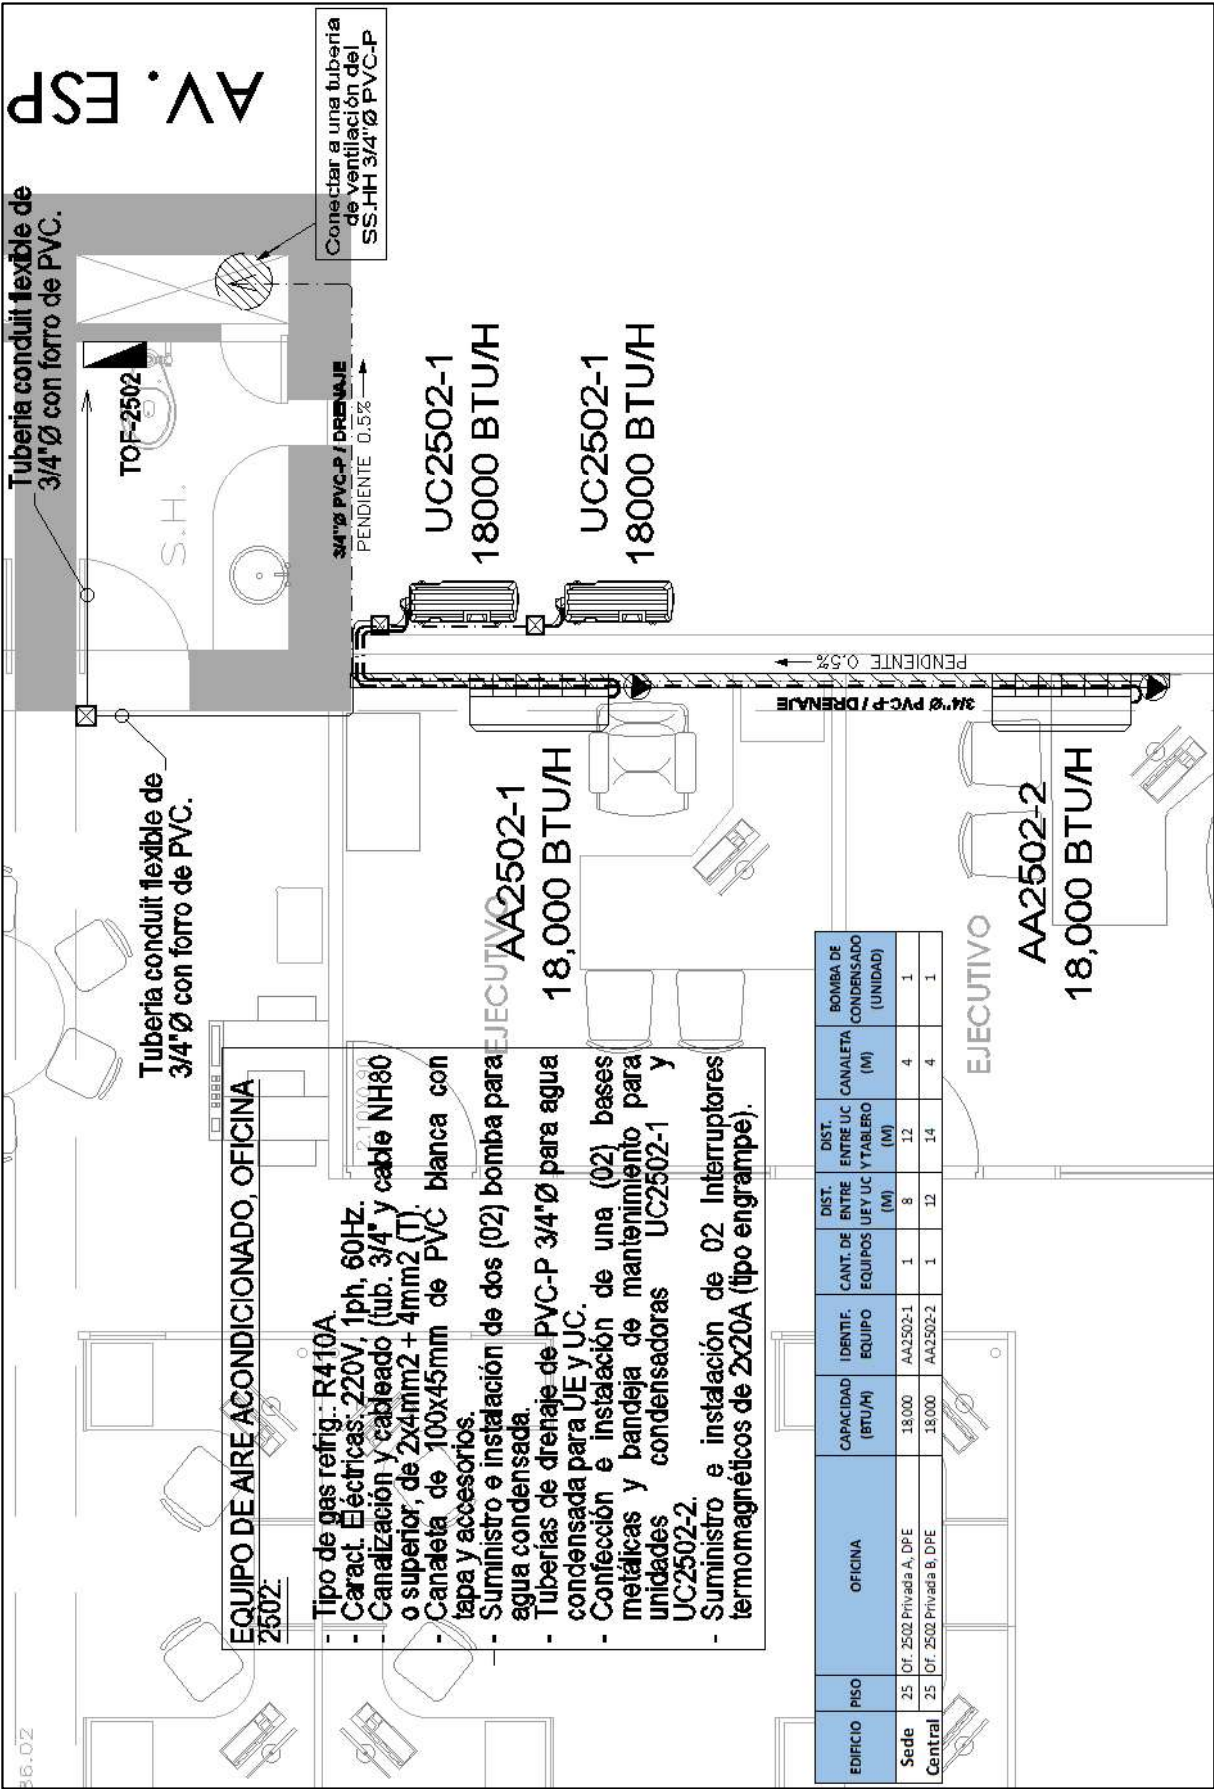 AV. ESP
Tuberia conduit flexible de
3/4"Ø con forro de PVC.
Conectar a una tuberia
de ventilación del
SS.HH 3/4"Ø PVC-P
TOF-2502
S.H.
3/4"Ø PVC-P / DRENAJE
PENDIENTE 0.5%
UC2502-1
18000 BTU/H
UC2502-1
18000 BTU/H
Tuberia conduit flexible de
3/4"Ø con forro de PVC.
PENDIENTE 0.5%
3/4"Ø PVC-P / DRENAJE
EJECUTIVO
AA2502-1
18,000 BTU/H
EJECUTIVO
AA2502-2
18,000 BTU/H
2.10X0.90
EQUIPO DE AIRE ACONDICIONADO, OFICINA
2502:
- Tipo de gas refrig.: R410A.
- Caract. Eléctricas: 220V, 1ph, 60Hz.
- Canalización y cableado (tub. 3/4" y cable NH80
o superior, de 2x4mm2 + 4mm2 (T).
- Canaleta de 100x45mm de PVC blanca con
tapa y accesorios.
- Suministro e instalación de dos (02) bomba para
agua condensada.
- Tuberías de drenaje de PVC-P 3/4"Ø para agua
condensada para UE y UC.
- Confección e instalación de una (02) bases
metálicas y bandeja de mantenimiento para
unidades condensadoras UC2502-1 y
UC2502-2.
- Suministro e instalación de 02 Interruptores
termomagnéticos de 2x20A (tipo engrampe).
EDIFICIO PISO OFICINA CAPACIDAD (BTU/H) IDENTIF. EQUIPO CANT. DE EQUIPOS DIST. ENTRE UE Y UC (M) DIST. ENTRE UC Y TABLERO (M) CANALETA (M) BOMBA DE CONDENSADO (UNIDAD)
Sede Central
25 Of. 2502 Privada A, DPE 18,000 AA2502-1 1 8 12 4 1
25 Of. 2502 Privada B, DPE 18,000 AA2502-2 1 12 14 4 1
36.02